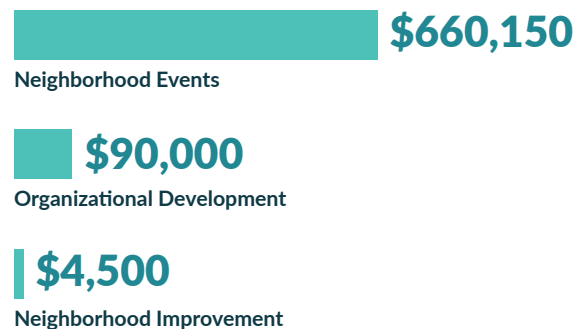 $660,150
Neighborhood Events
$90,000
Organizational Development
$4,500
Neighborhood Improvement